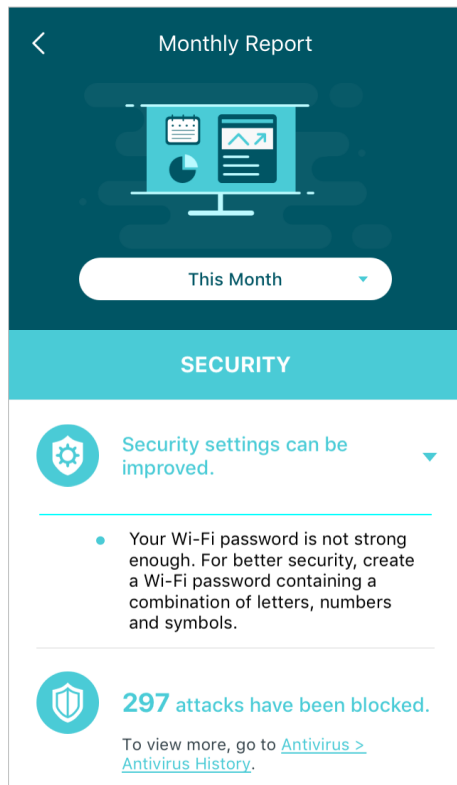 Monthly Report
This Month
SECURITY
Security settings can be
improved.
Your Wi-Fi password is not strong
enough. For better security, create
a Wi-Fi password containing a
combination of letters, numbers
and symbols.
297 attacks have been blocked.
To view more, go to Antivirus >
Antivirus History.